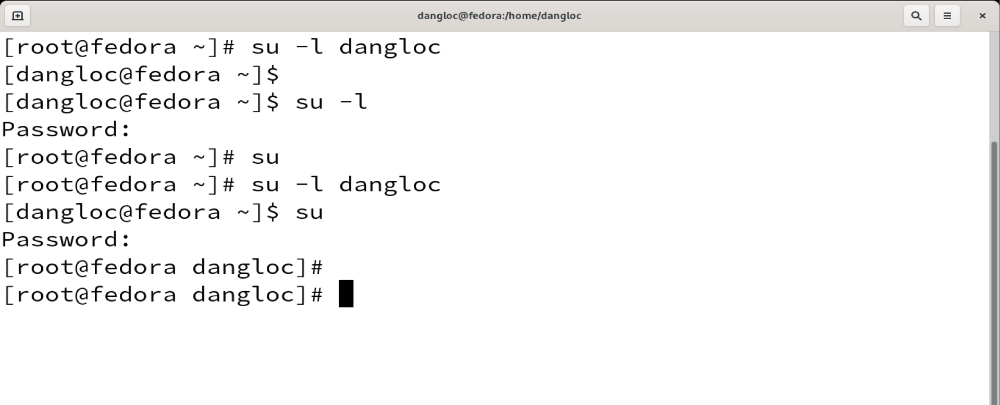 dangloc@fedora:/home/dangloc
[root@fedora ~]# su -l dangloc
[dangloc@fedora ~]$
[dangloc@fedora ~]$ su -l
Password:
[root@fedora ~]# su
[root@fedora ~]# su -l dangloc
[dangloc@fedora ~]$ su
Password:
[root@fedora dangloc]#
[root@fedora dangloc]#